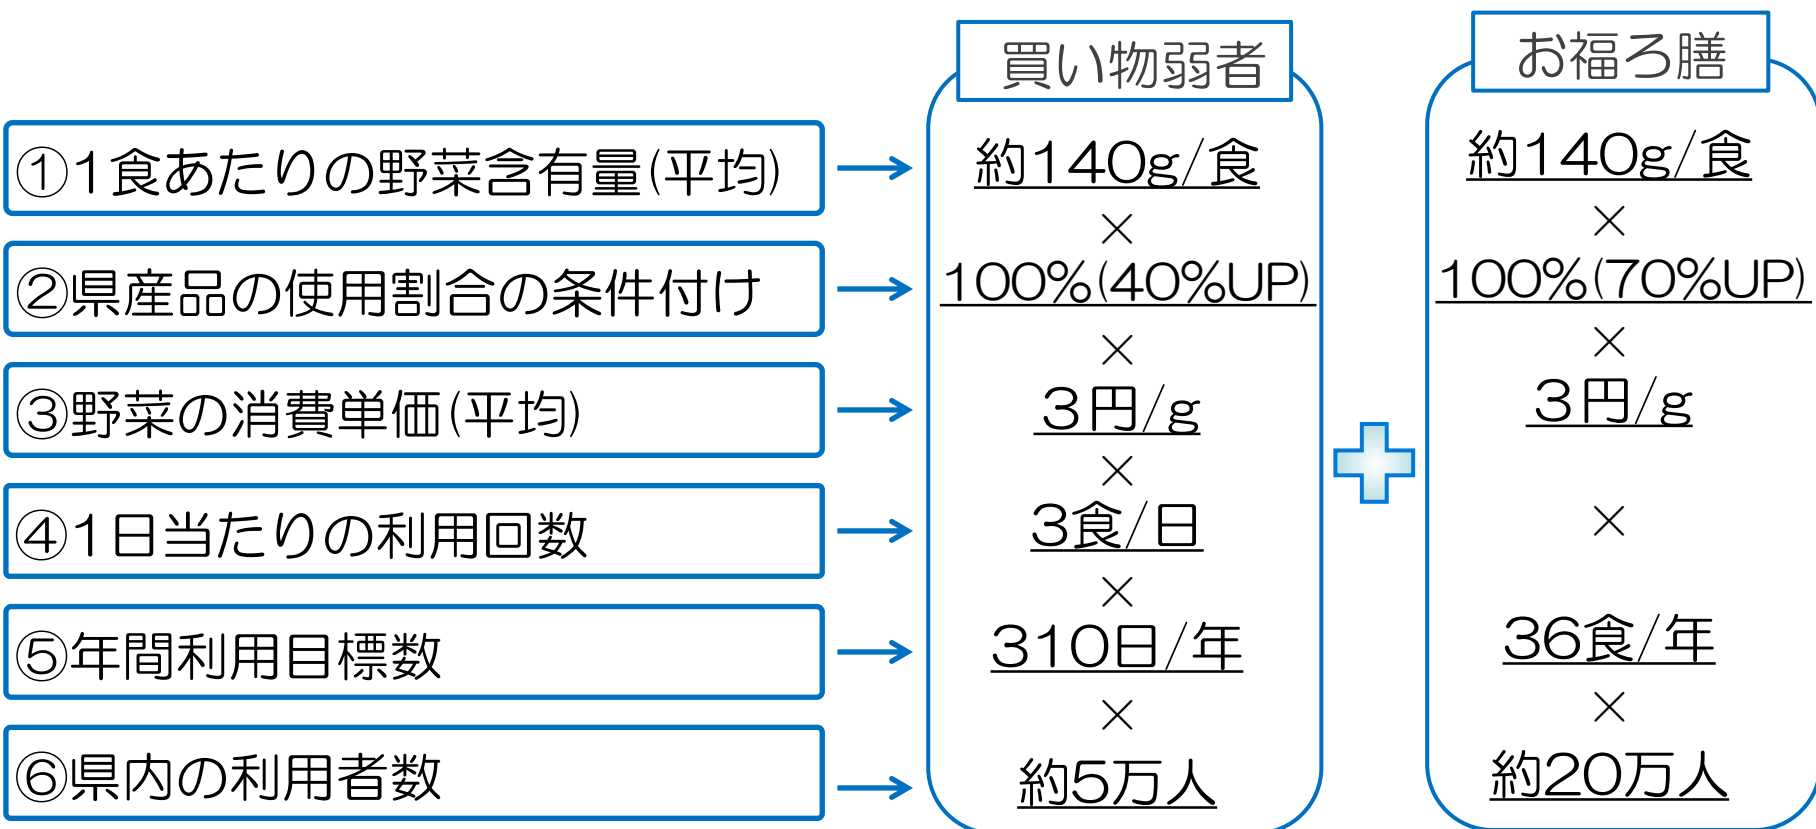 買い物弱者
お福ろ膳
①1食あたりの野菜含有量(平均)
約140g/食
約140g/食
×
×
②県産品の使用割合の条件付け
100%(40%UP)
100%(70%UP)
×
×
③野菜の消費単価(平均)
3円/g
3円/g
×
④1日当たりの利用回数
3食/日
×
×
⑤年間利用目標数
310日/年
36食/年
×
×
⑥県内の利用者数
約5万人
約20万人